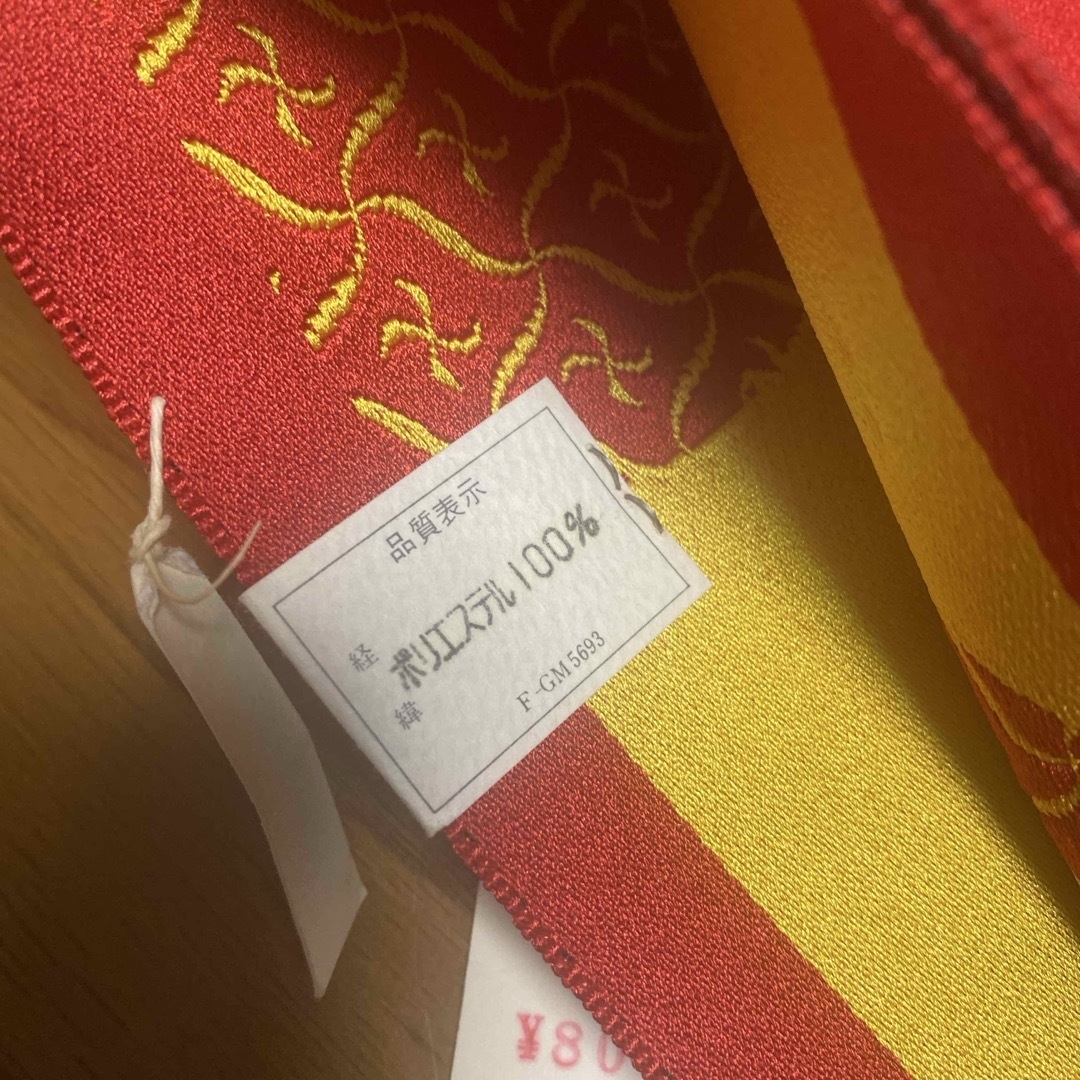 品質表示
経
ポリエステル100%
緯
F-GM5693
¥80